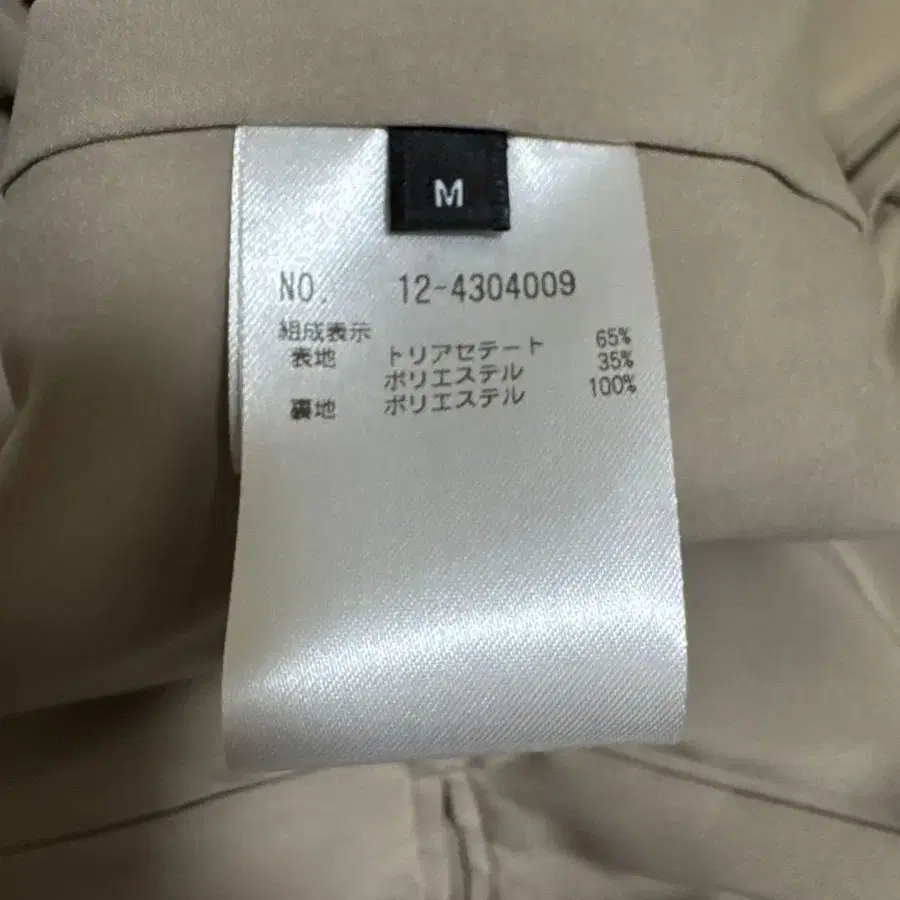 M
NO. 12-4304009
組成表示
表地 トリアセテート 65%
ポリエステル 35%
裏地 ポリエステル 100%